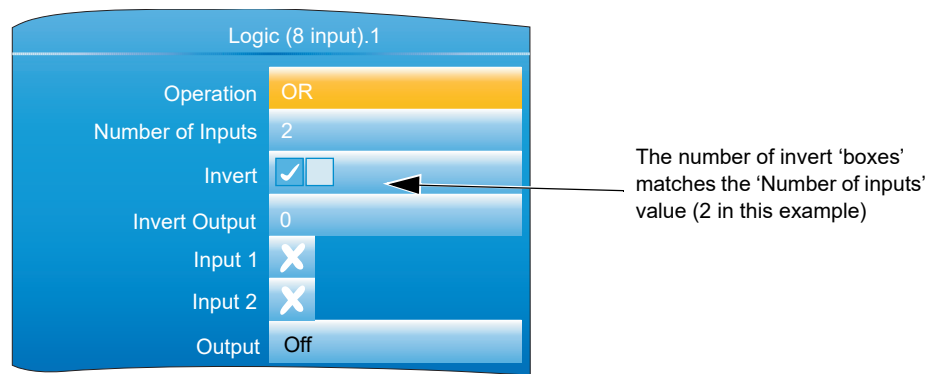 Logic (8 input).1
Operation OR
Number of Inputs 2
Invert
Invert Output 0
Input 1
Input 2
Output Off
The number of invert ‘boxes’
matches the ‘Number of inputs’
value (2 in this example)